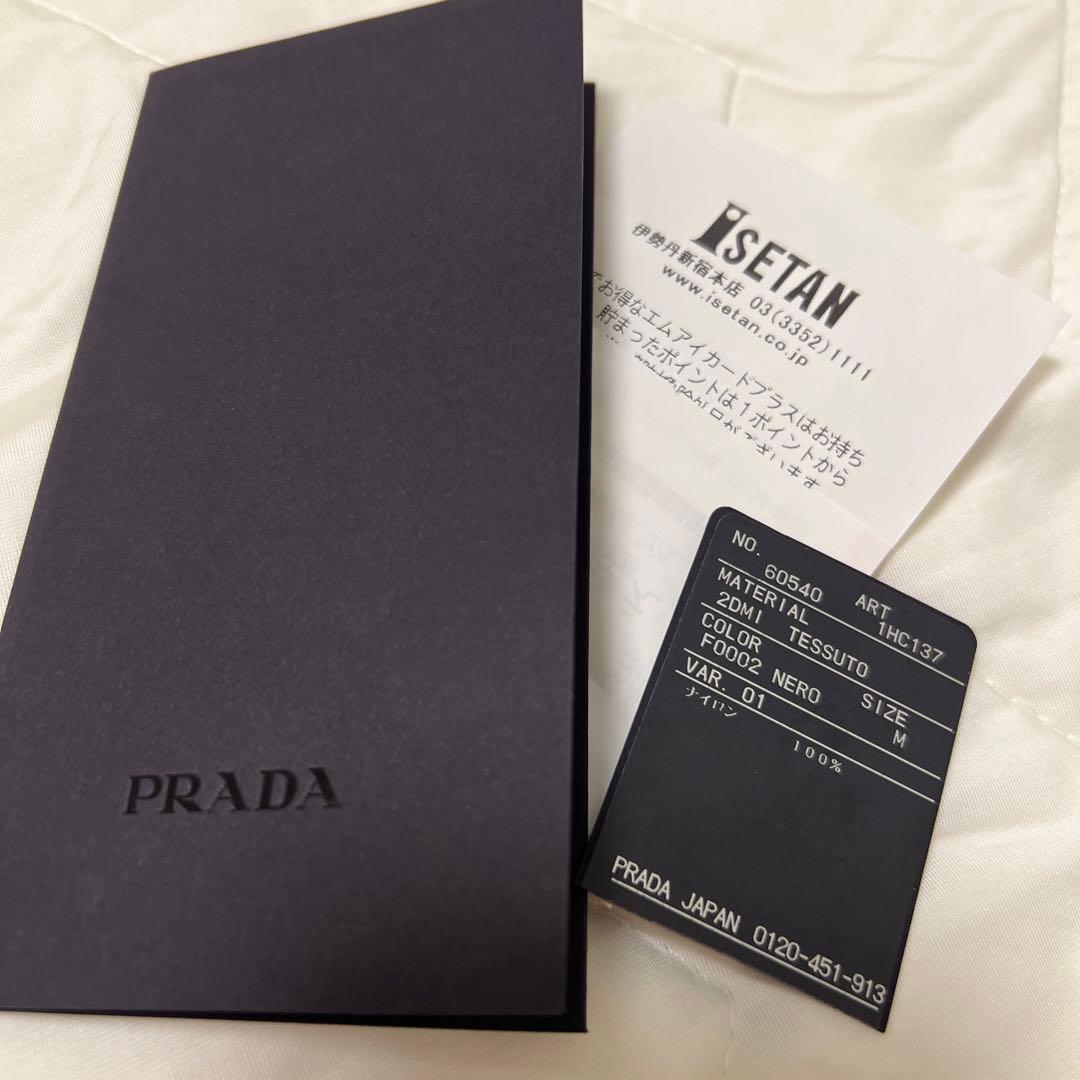 PRADA
ISETAN
伊勢丹新宿本店 03(3352)1111
www.isetan.co.jp
でお得なエムアイカードプラスはお持ち
貯まったポイントは1ポイントから
NO. 60540 ART 1HC137
MATERIAL
2DMI TESSUTO
COLOR SIZE
F0002 NERO M
VAR. 01
ナイロン 100%
PRADA JAPAN 0120-451-913